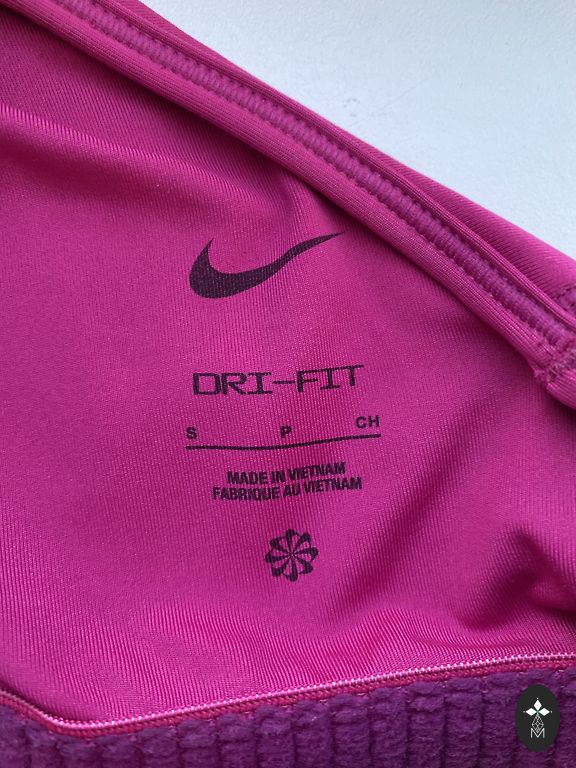 DRI-FIT
S P CH
MADE IN VIETNAM
FABRIQUE AU VIETNAM
M